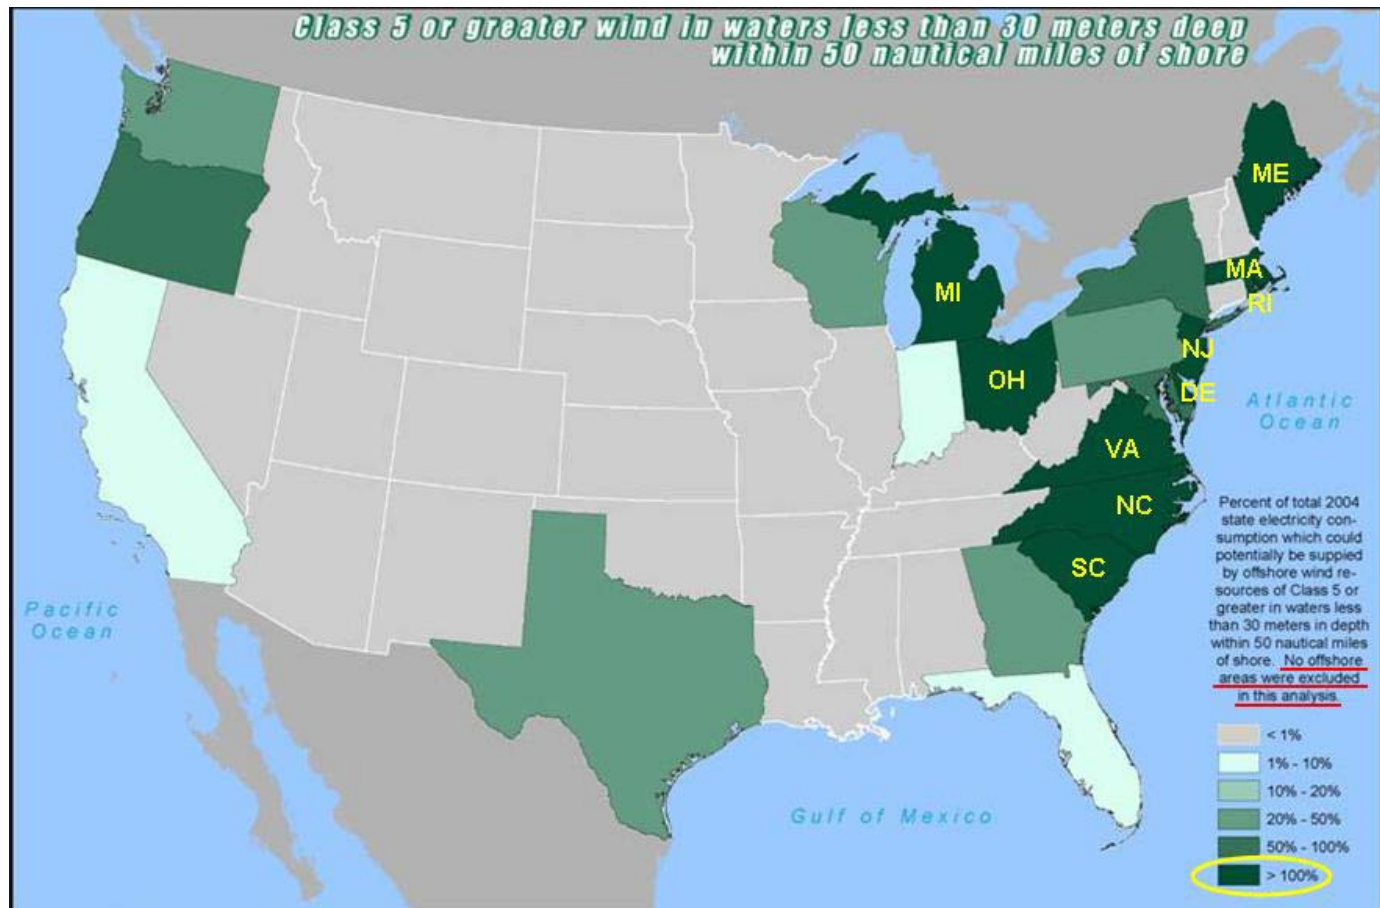 Class 5 or greater wind in waters less than 30 meters deep
within 50 nautical miles of shore
ME
MA
RI
MI
NJ
OH
DE
Atlantic
Ocean
VA
NC
SC
Pacific
Ocean
Gulf of Mexico
Percent of total 2004
state electricity con-
sumption which could
potentially be suppied
by offshore wind re-
sources of Class 5 or
greater in waters less
than 30 meters in depth
within 50 nautical miles
of shore. No offshore
areas were excluded
in this analysis.
< 1%
1% - 10%
10% - 20%
20% - 50%
50% - 100%
> 100%